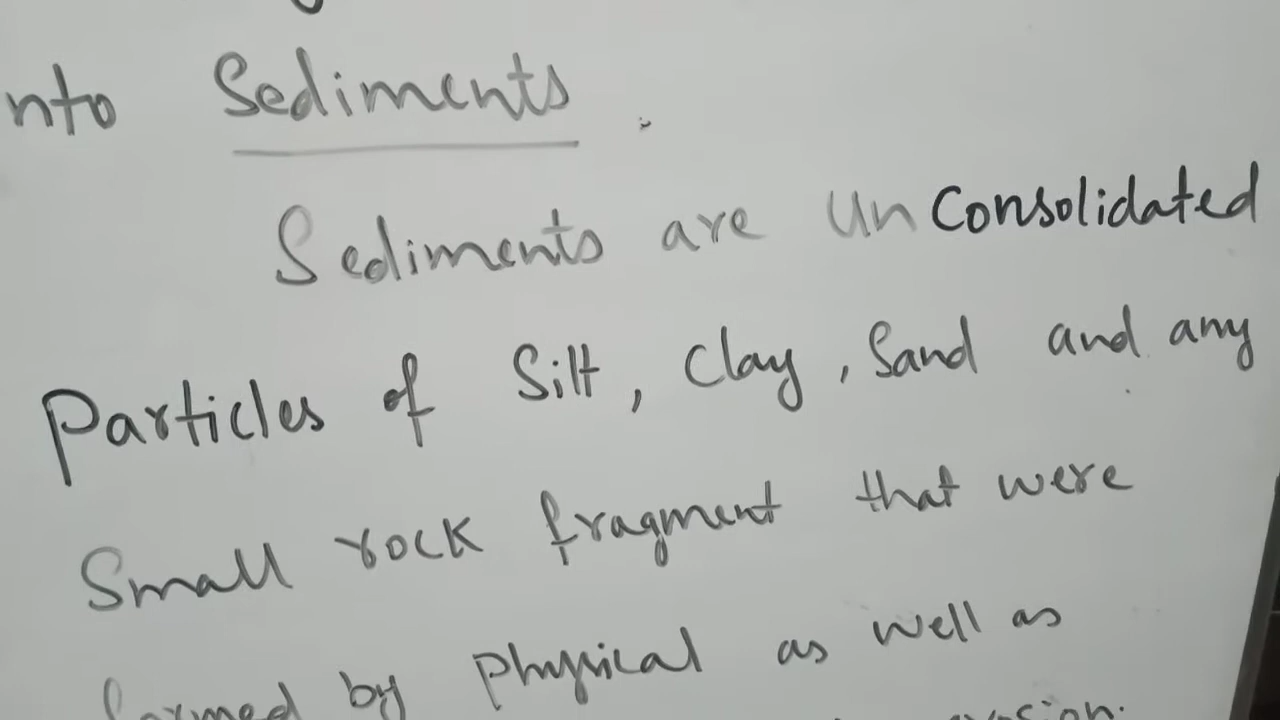 nto Sediments.
Sediments are UnConsolidated
Particles of Silt, Clay, Sand and any
Small rock fragment that were
formed by Physical as well as